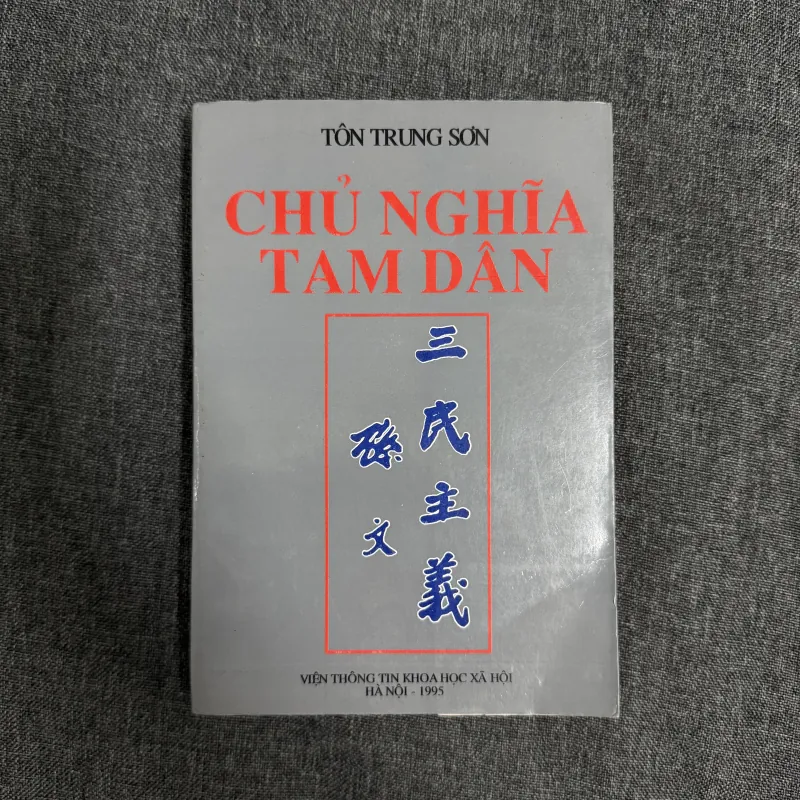 TÔN TRUNG SƠN
CHỦ NGHĨA
TAM DÂN
三民主義
孫文
VIỆN THÔNG TIN KHOA HỌC XÃ HỘI
HÀ NỘI - 1995